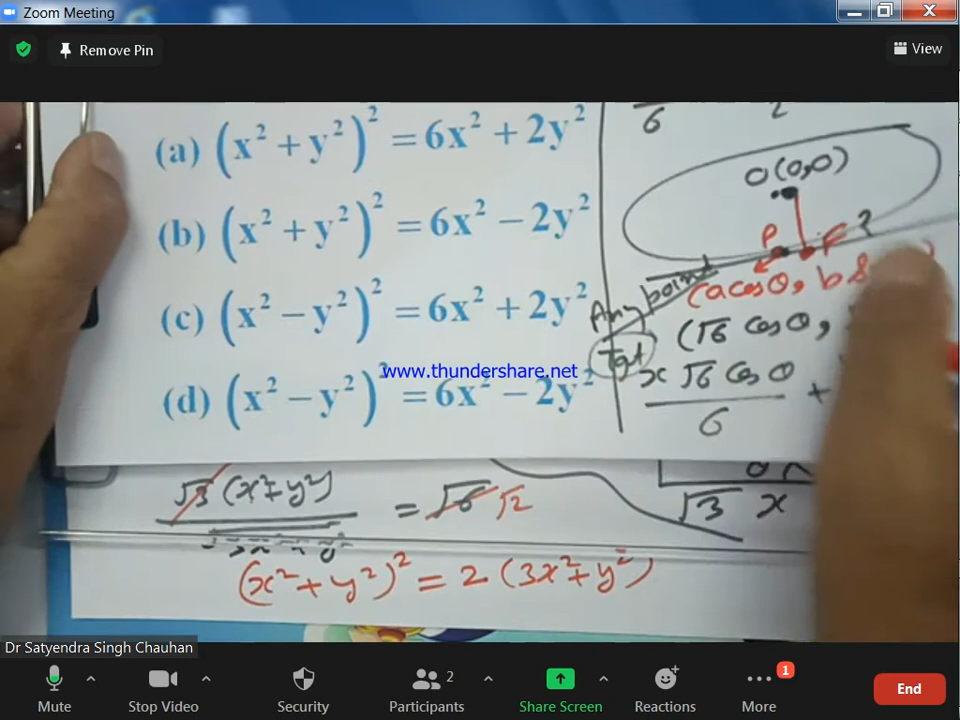 Zoom Meeting
Remove Pin
View
(a) (x² + y²)² = 6x² + 2y²
(b) (x² + y²)² = 6x² − 2y²
(c) (x² − y²)² = 6x² + 2y²
(d) (x² − y²)² = 6x² − 2y²
www.thundershare.net
6 2
O(0,0)
P F?
Any point (a cosθ, b
(√6 cosθ,
Tgt x √6 cosθ +
6
√3 (x²+y²) = √6 √2
√3 x
(x²+y²)² = 2 (3x²+y²)
Dr Satyendra Singh Chauhan
Mute
Stop Video
Security
2
Participants
Share Screen
Reactions
1
More
End